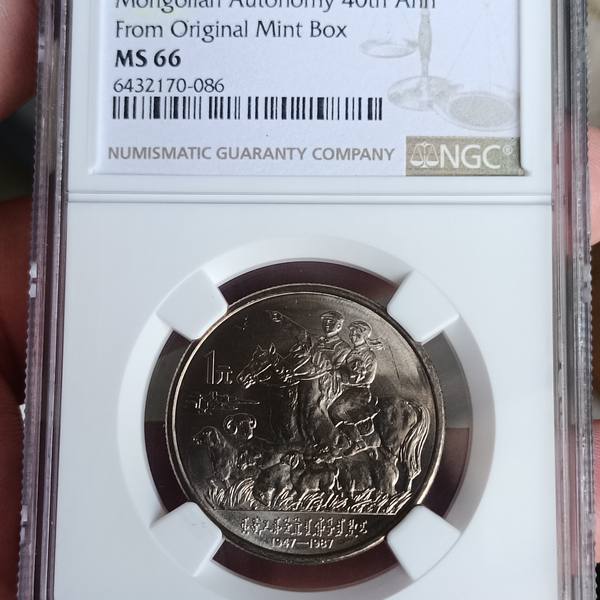 Mongolian Autonomy 40th Ann
From Original Mint Box
MS 66
6432170-086
NUMISMATIC GUARANTY COMPANY
NGC®
1元
1947—1987